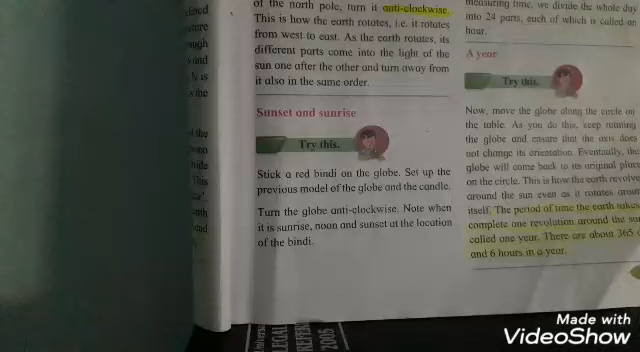 of the north pole, turn it anti-clockwise.
This is how the earth rotates, i.e. it rotates
from west to east. As the earth rotates, its
different parts come into the light of the
sun one after the other and turn away from
it also in the same order.
Sunset and sunrise
Try this.
Stick a red bindi on the globe. Set up the
previous model of the globe and the candle.
Turn the globe anti-clockwise. Note when
it is sunrise, noon and sunset at the location
of the bindi.
measuring time, we divide the whole day
into 24 parts, each of which is called an
hour.
A year
Try this.
Now, move the globe along the circle on
the table. As you do this, keep rotating
the globe and ensure that the axis does
not change its orientation. Eventually, the
globe will come back to its original place
on the circle. This is how the earth revolve
around the sun even as it rotates
itself. The period of time the earth takes
complete one revolution around the
called one year. There are about 365
and 6 hours in a year.
LEGAL
2005
Made with
VideoShow